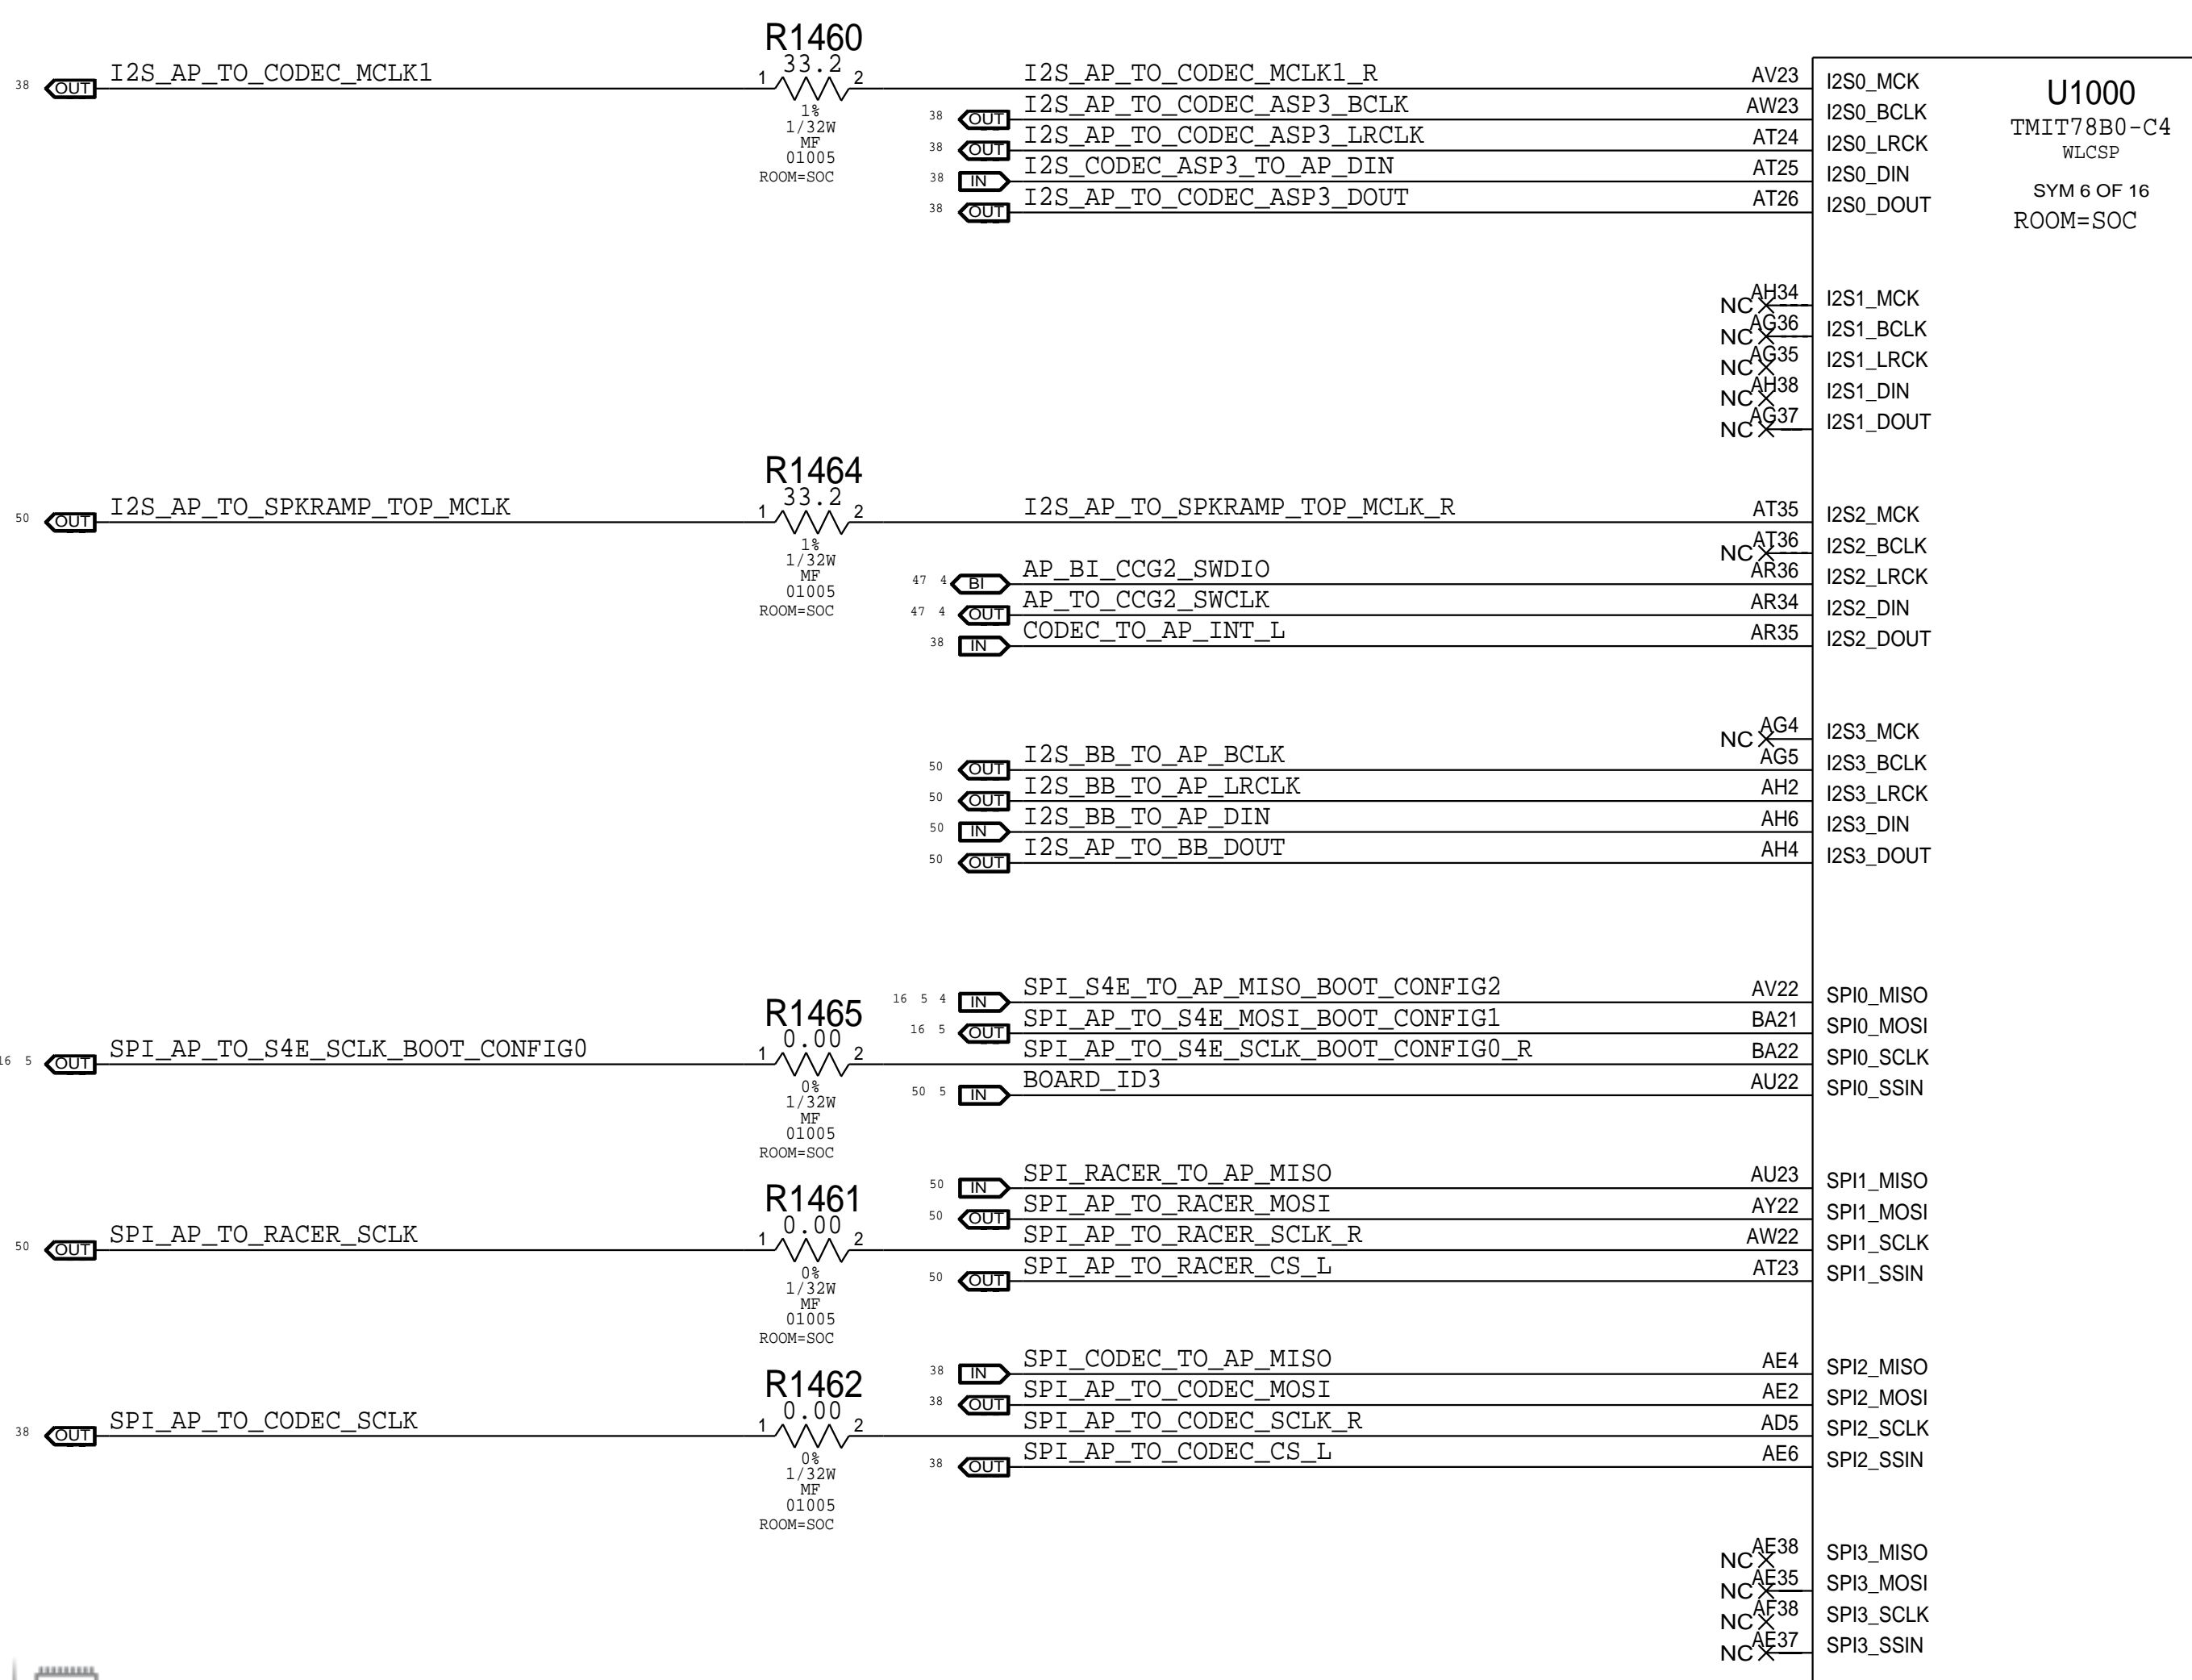 R1460
38 OUT I2S_AP_TO_CODEC_MCLK1 1 33.2 2 I2S_AP_TO_CODEC_MCLK1_R AV23 I2S0_MCK
1%
1/32W
MF
01005
ROOM=SOC
38 OUT I2S_AP_TO_CODEC_ASP3_BCLK AW23 I2S0_BCLK
38 OUT I2S_AP_TO_CODEC_ASP3_LRCLK AT24 I2S0_LRCK
38 IN I2S_CODEC_ASP3_TO_AP_DIN AT25 I2S0_DIN
38 OUT I2S_AP_TO_CODEC_ASP3_DOUT AT26 I2S0_DOUT
U1000
TMIT78B0-C4
WLCSP
SYM 6 OF 16
ROOM=SOC
NC AH34 I2S1_MCK
NC AG36 I2S1_BCLK
NC AG35 I2S1_LRCK
NC AH38 I2S1_DIN
NC AG37 I2S1_DOUT
R1464
50 OUT I2S_AP_TO_SPKRAMP_TOP_MCLK 1 33.2 2 I2S_AP_TO_SPKRAMP_TOP_MCLK_R AT35 I2S2_MCK
1%
1/32W
MF
01005
ROOM=SOC
NC AT36 I2S2_BCLK
47 4 BI AP_BI_CCG2_SWDIO AR36 I2S2_LRCK
47 4 OUT AP_TO_CCG2_SWCLK AR34 I2S2_DIN
38 IN CODEC_TO_AP_INT_L AR35 I2S2_DOUT
NC AG4 I2S3_MCK
50 OUT I2S_BB_TO_AP_BCLK AG5 I2S3_BCLK
50 OUT I2S_BB_TO_AP_LRCLK AH2 I2S3_LRCK
50 IN I2S_BB_TO_AP_DIN AH6 I2S3_DIN
50 OUT I2S_AP_TO_BB_DOUT AH4 I2S3_DOUT
16 5 4 IN SPI_S4E_TO_AP_MISO_BOOT_CONFIG2 AV22 SPI0_MISO
R1465
16 5 OUT SPI_AP_TO_S4E_MOSI_BOOT_CONFIG1 BA21 SPI0_MOSI
16 5 OUT SPI_AP_TO_S4E_SCLK_BOOT_CONFIG0 1 0.00 2 SPI_AP_TO_S4E_SCLK_BOOT_CONFIG0_R BA22 SPI0_SCLK
0%
1/32W
MF
01005
ROOM=SOC
50 5 IN BOARD_ID3 AU22 SPI0_SSIN
50 IN SPI_RACER_TO_AP_MISO AU23 SPI1_MISO
R1461
50 OUT SPI_AP_TO_RACER_MOSI AY22 SPI1_MOSI
50 OUT SPI_AP_TO_RACER_SCLK 1 0.00 2 SPI_AP_TO_RACER_SCLK_R AW22 SPI1_SCLK
0%
1/32W
MF
01005
ROOM=SOC
50 OUT SPI_AP_TO_RACER_CS_L AT23 SPI1_SSIN
38 IN SPI_CODEC_TO_AP_MISO AE4 SPI2_MISO
R1462
38 OUT SPI_AP_TO_CODEC_MOSI AE2 SPI2_MOSI
38 OUT SPI_AP_TO_CODEC_SCLK 1 0.00 2 SPI_AP_TO_CODEC_SCLK_R AD5 SPI2_SCLK
0%
1/32W
MF
01005
ROOM=SOC
38 OUT SPI_AP_TO_CODEC_CS_L AE6 SPI2_SSIN
NC AE38 SPI3_MISO
NC AE35 SPI3_MOSI
NC AF38 SPI3_SCLK
NC AE37 SPI3_SSIN